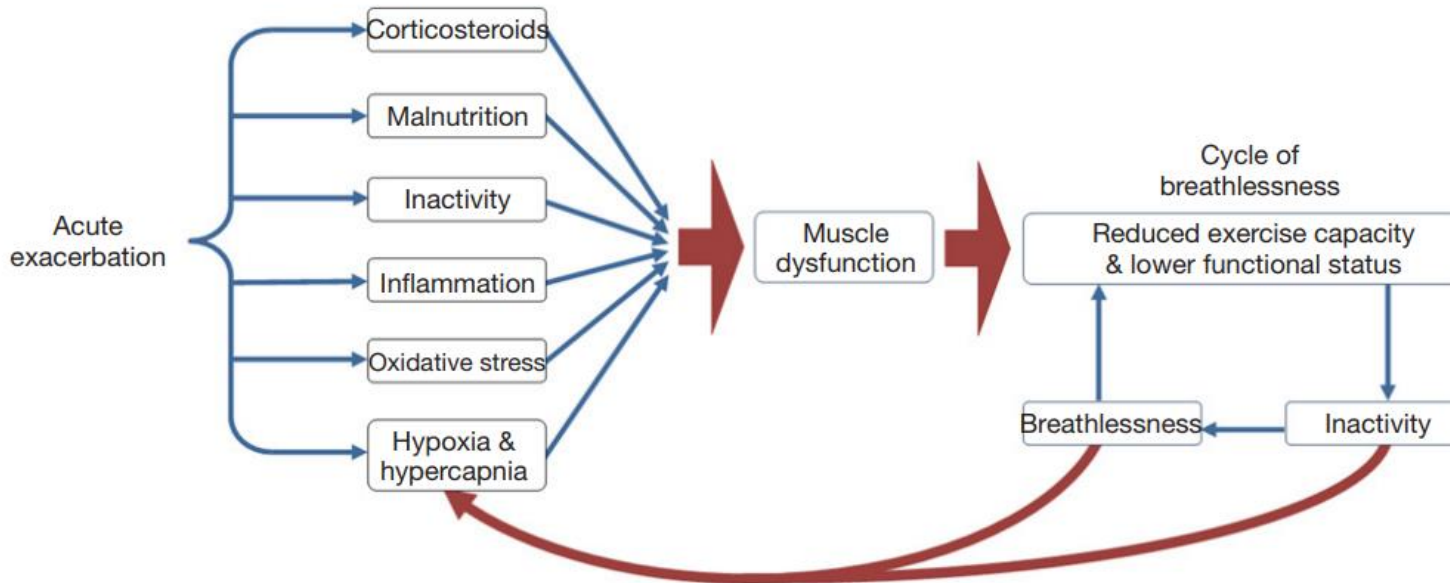 Corticosteroids
Malnutrition
Inactivity
Inflammation
Oxidative stress
Hypoxia &
hypercapnia
Acute
exacerbation
Muscle
dysfunction
Cycle of
breathlessness
Reduced exercise capacity
& lower functional status
Breathlessness
Inactivity